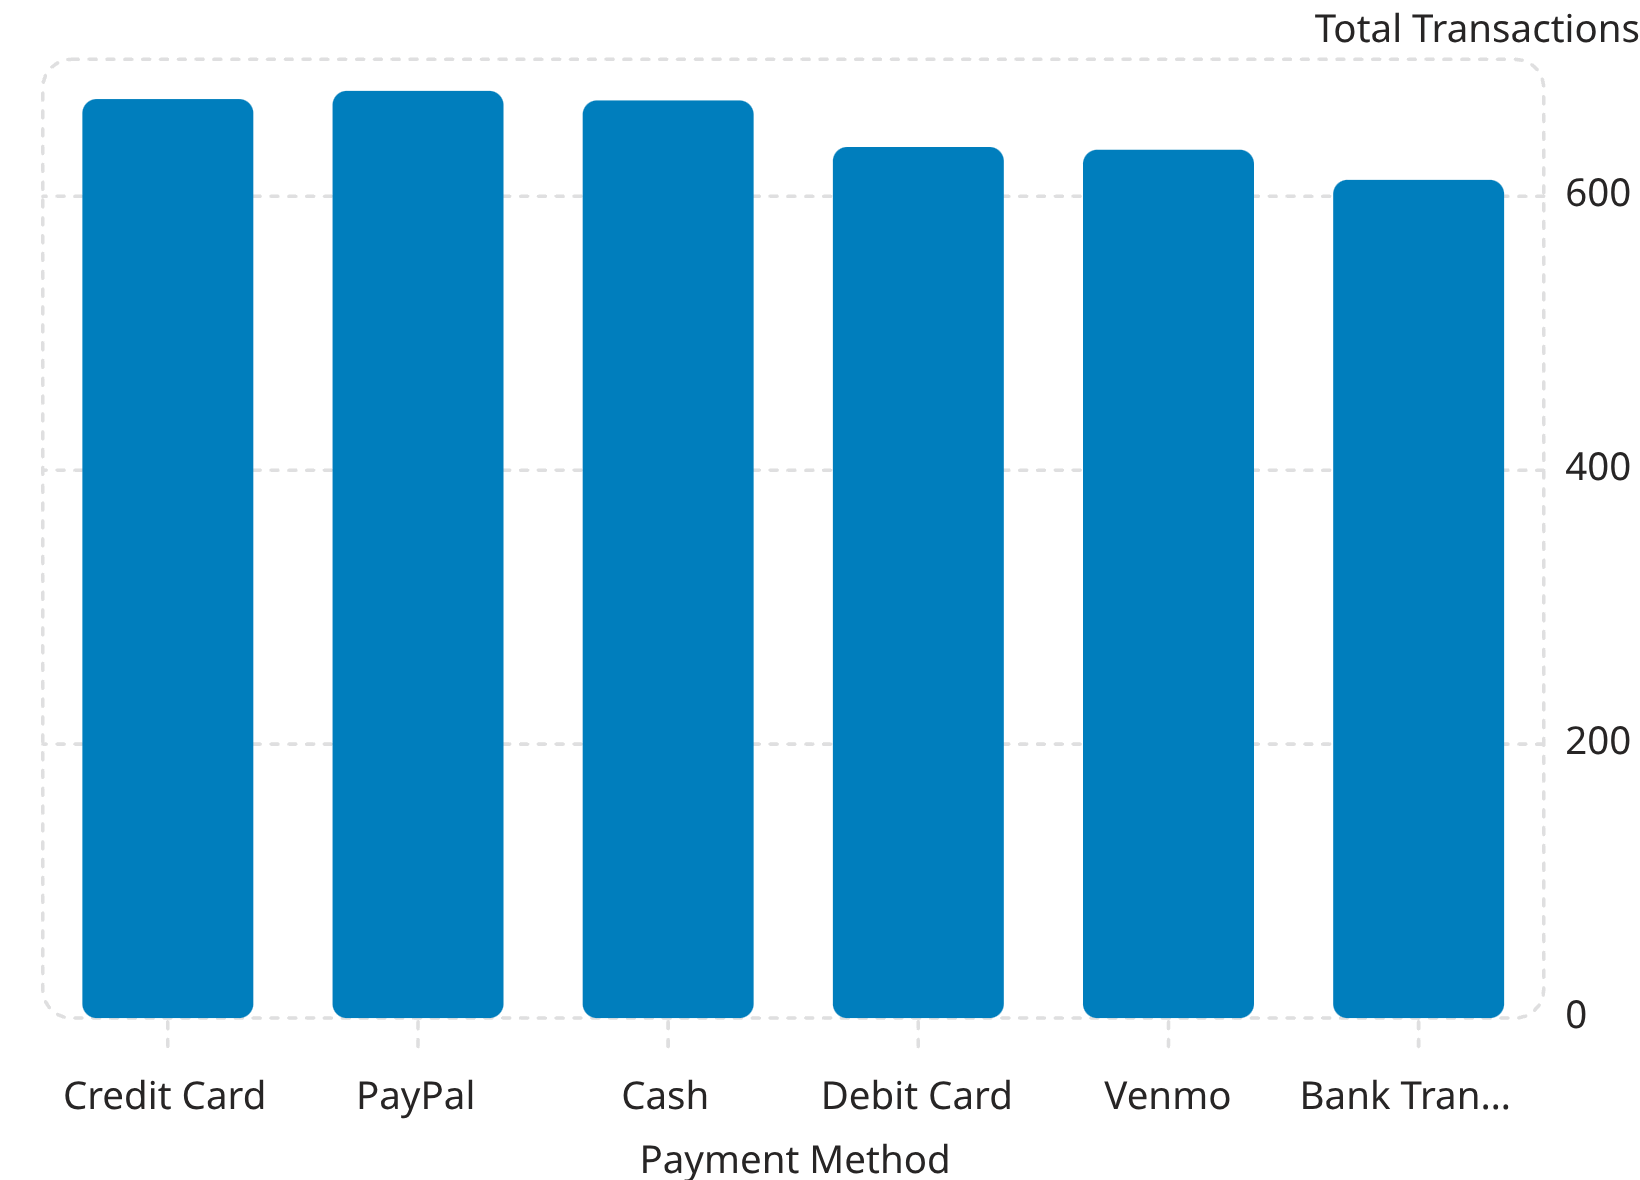 Total Transactions
600
400
200
0
Credit Card PayPal Cash Debit Card Venmo Bank Tran...
Payment Method